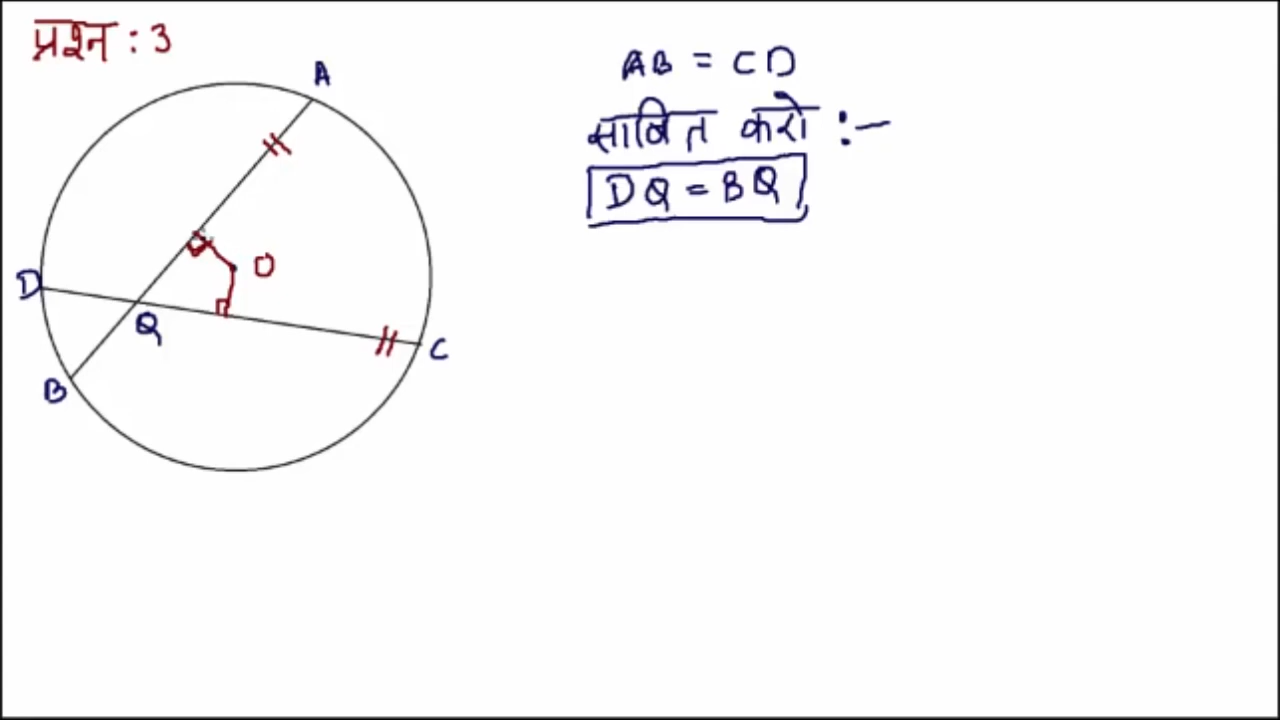 प्रश्न : 3
A
AB = CD
साबित करो :-
DQ = BQ
O
D
Q
C
B